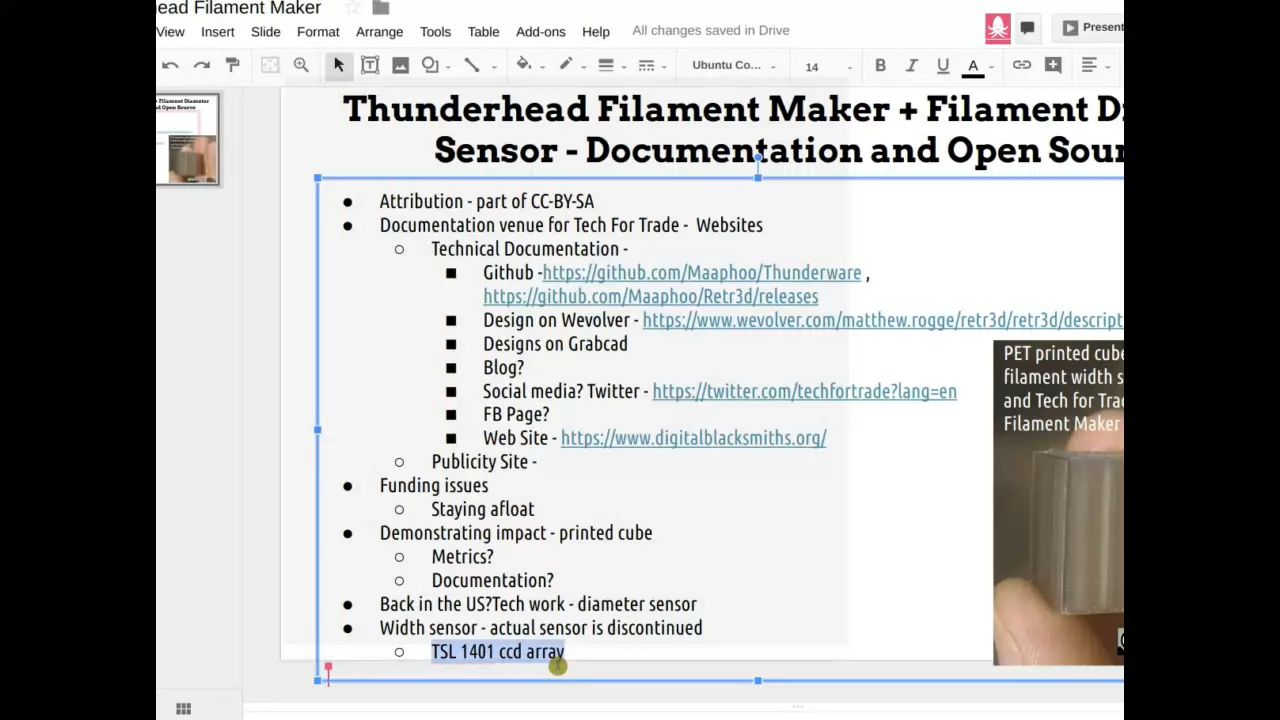 ead Filament Maker
View Insert Slide Format Arrange Tools Table Add-ons Help All changes saved in Drive Present
Ubuntu Co... 14 B I U A
Thunderhead Filament Maker + Filament Di
Sensor - Documentation and Open Sour
Attribution - part of CC-BY-SA
Documentation venue for Tech For Trade - Websites
Technical Documentation -
Github -https://github.com/Maaphoo/Thunderware ,
https://github.com/Maaphoo/Retr3d/releases
Design on Wevolver - https://www.wevolver.com/matthew.rogge/retr3d/retr3d/descript
Designs on Grabcad
Blog?
Social media? Twitter - https://twitter.com/techfortrade?lang=en
FB Page?
Web Site - https://www.digitalblacksmiths.org/
Publicity Site -
Funding issues
Staying afloat
Demonstrating impact - printed cube
Metrics?
Documentation?
Back in the US?Tech work - diameter sensor
Width sensor - actual sensor is discontinued
TSL 1401 ccd array
PET printed cube
filament width s
and Tech for Trad
Filament Maker